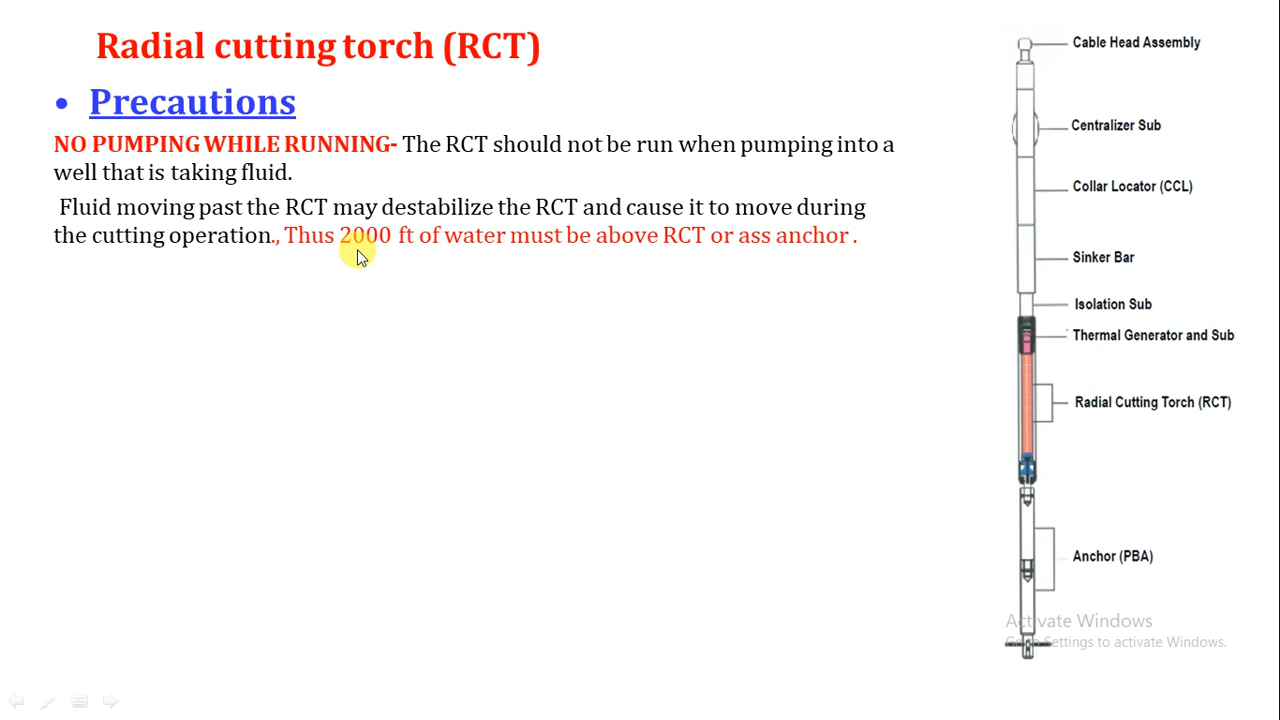 Radial cutting torch (RCT)
• Precautions
NO PUMPING WHILE RUNNING- The RCT should not be run when pumping into a
well that is taking fluid.
Fluid moving past the RCT may destabilize the RCT and cause it to move during
the cutting operation., Thus 2000 ft of water must be above RCT or ass anchor .
Cable Head Assembly
Centralizer Sub
Collar Locator (CCL)
Sinker Bar
Isolation Sub
Thermal Generator and Sub
Radial Cutting Torch (RCT)
Anchor (PBA)
Activate Windows
Go to Settings to activate Windows.